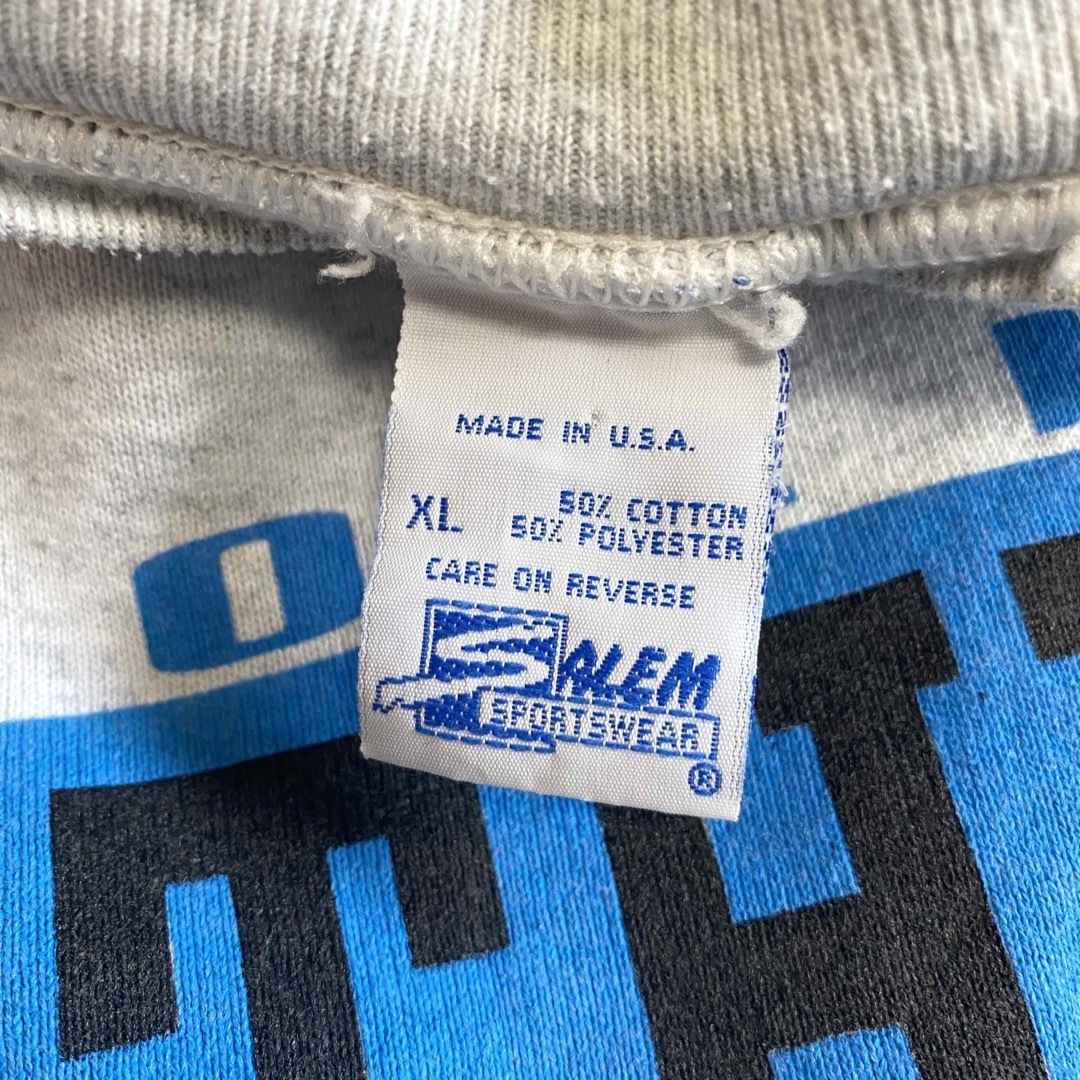 MADE IN U.S.A.
XL
50% COTTON
50% POLYESTER
CARE ON REVERSE
SALEM
SPORTSWEAR
®